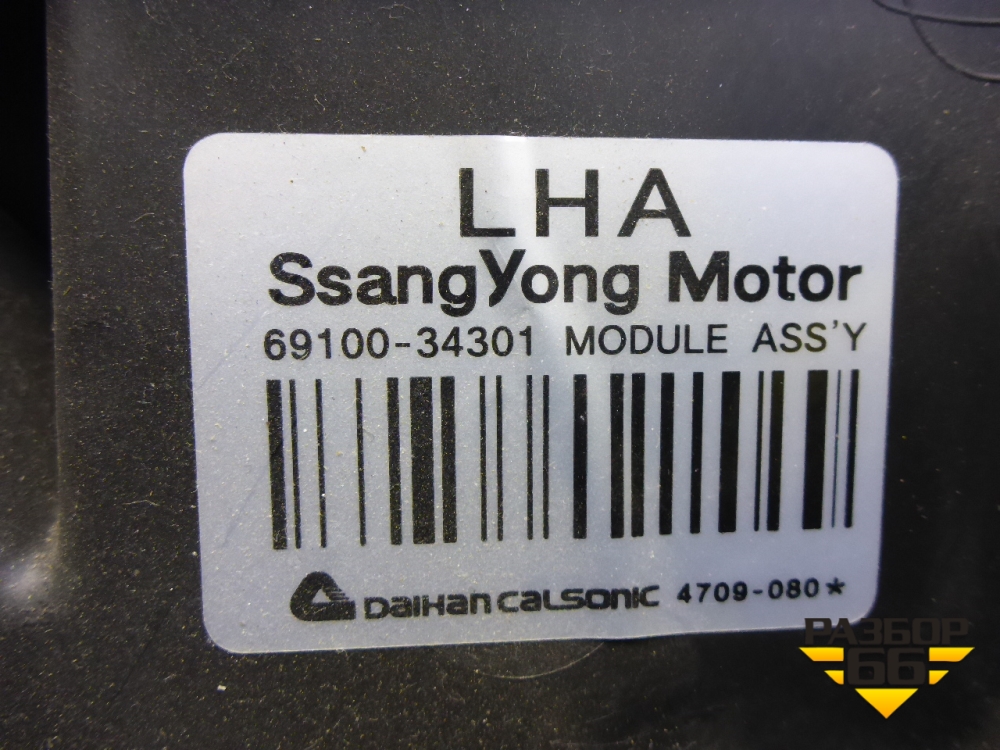 LHA
SsangYong Motor
69100-34301 MODULE ASS'Y
DaiHan CaLSONIC 4709-080*
РАЗБОР
66